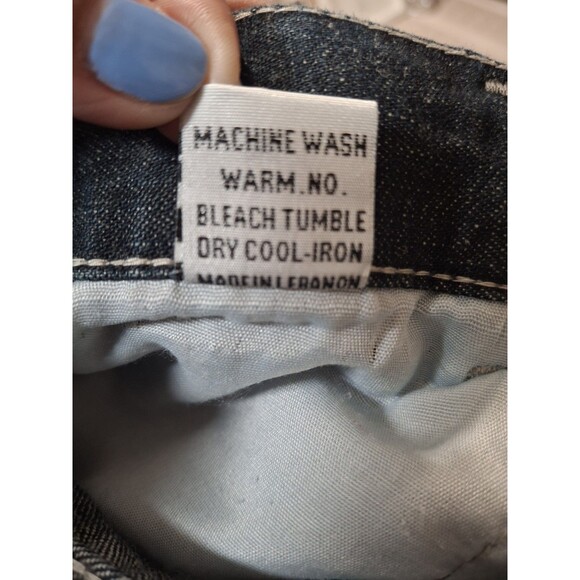 MACHINE WASH
WARM.NO.
BLEACH TUMBLE
DRY COOL-IRON
MADE IN LEBANON